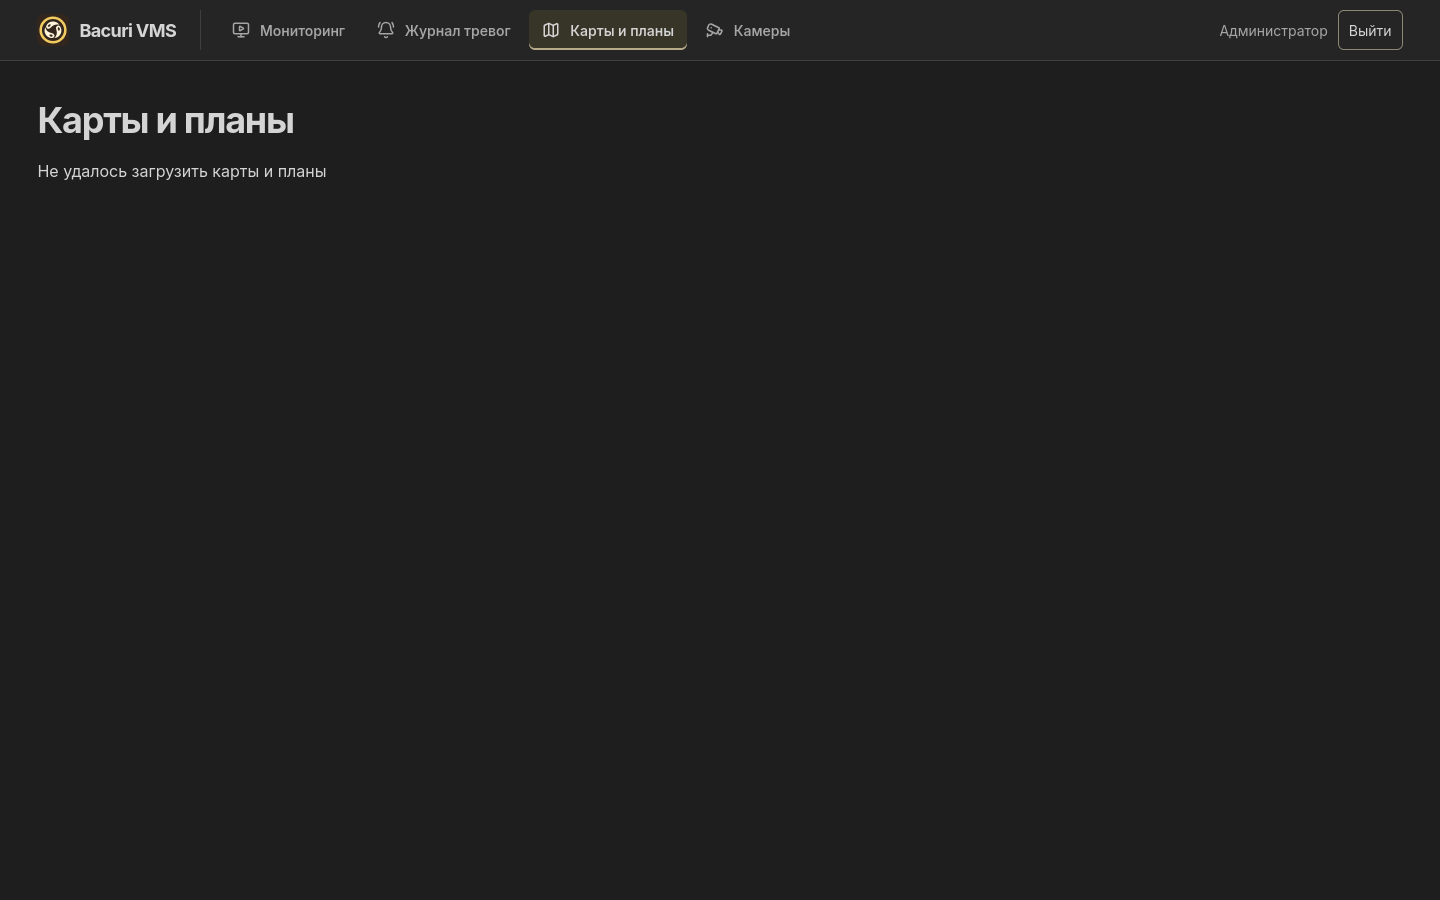 Bacuri VMS
Мониторинг
Журнал тревог
Карты и планы
Камеры
Администратор
Выйти
Карты и планы
Не удалось загрузить карты и планы